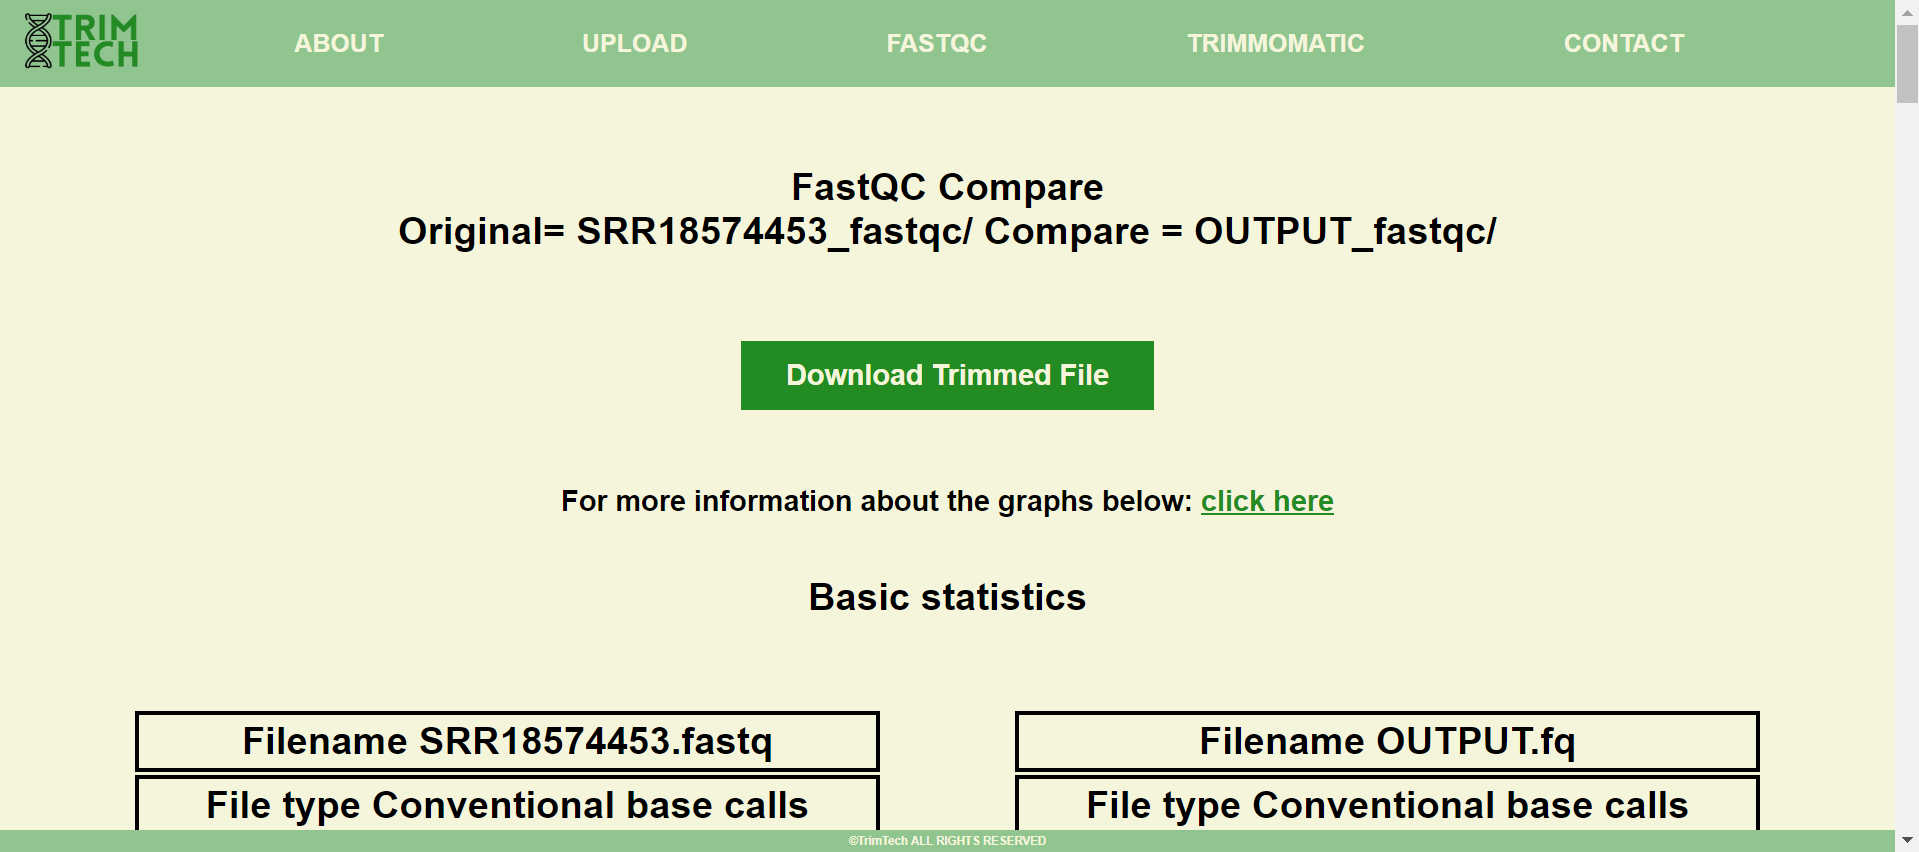 TRIM
TECH
ABOUT
UPLOAD
FASTQC
TRIMMOMATIC
CONTACT
FastQC Compare
Original= SRR18574453_fastqc/ Compare = OUTPUT_fastqc/
Download Trimmed File
For more information about the graphs below: click here
Basic statistics
Filename SRR18574453.fastq
Filename OUTPUT.fq
File type Conventional base calls
File type Conventional base calls
©TrimTech ALL RIGHTS RESERVED